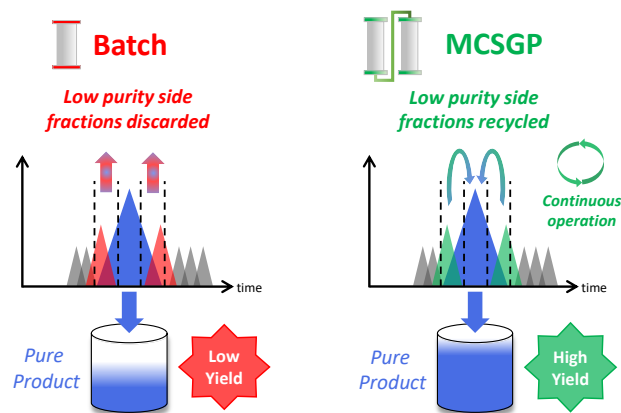 Batch
Low purity side
fractions discarded
time
Pure
Product
Low
Yield
MCSGP
Low purity side
fractions recycled
Continuous
operation
time
Pure
Product
High
Yield